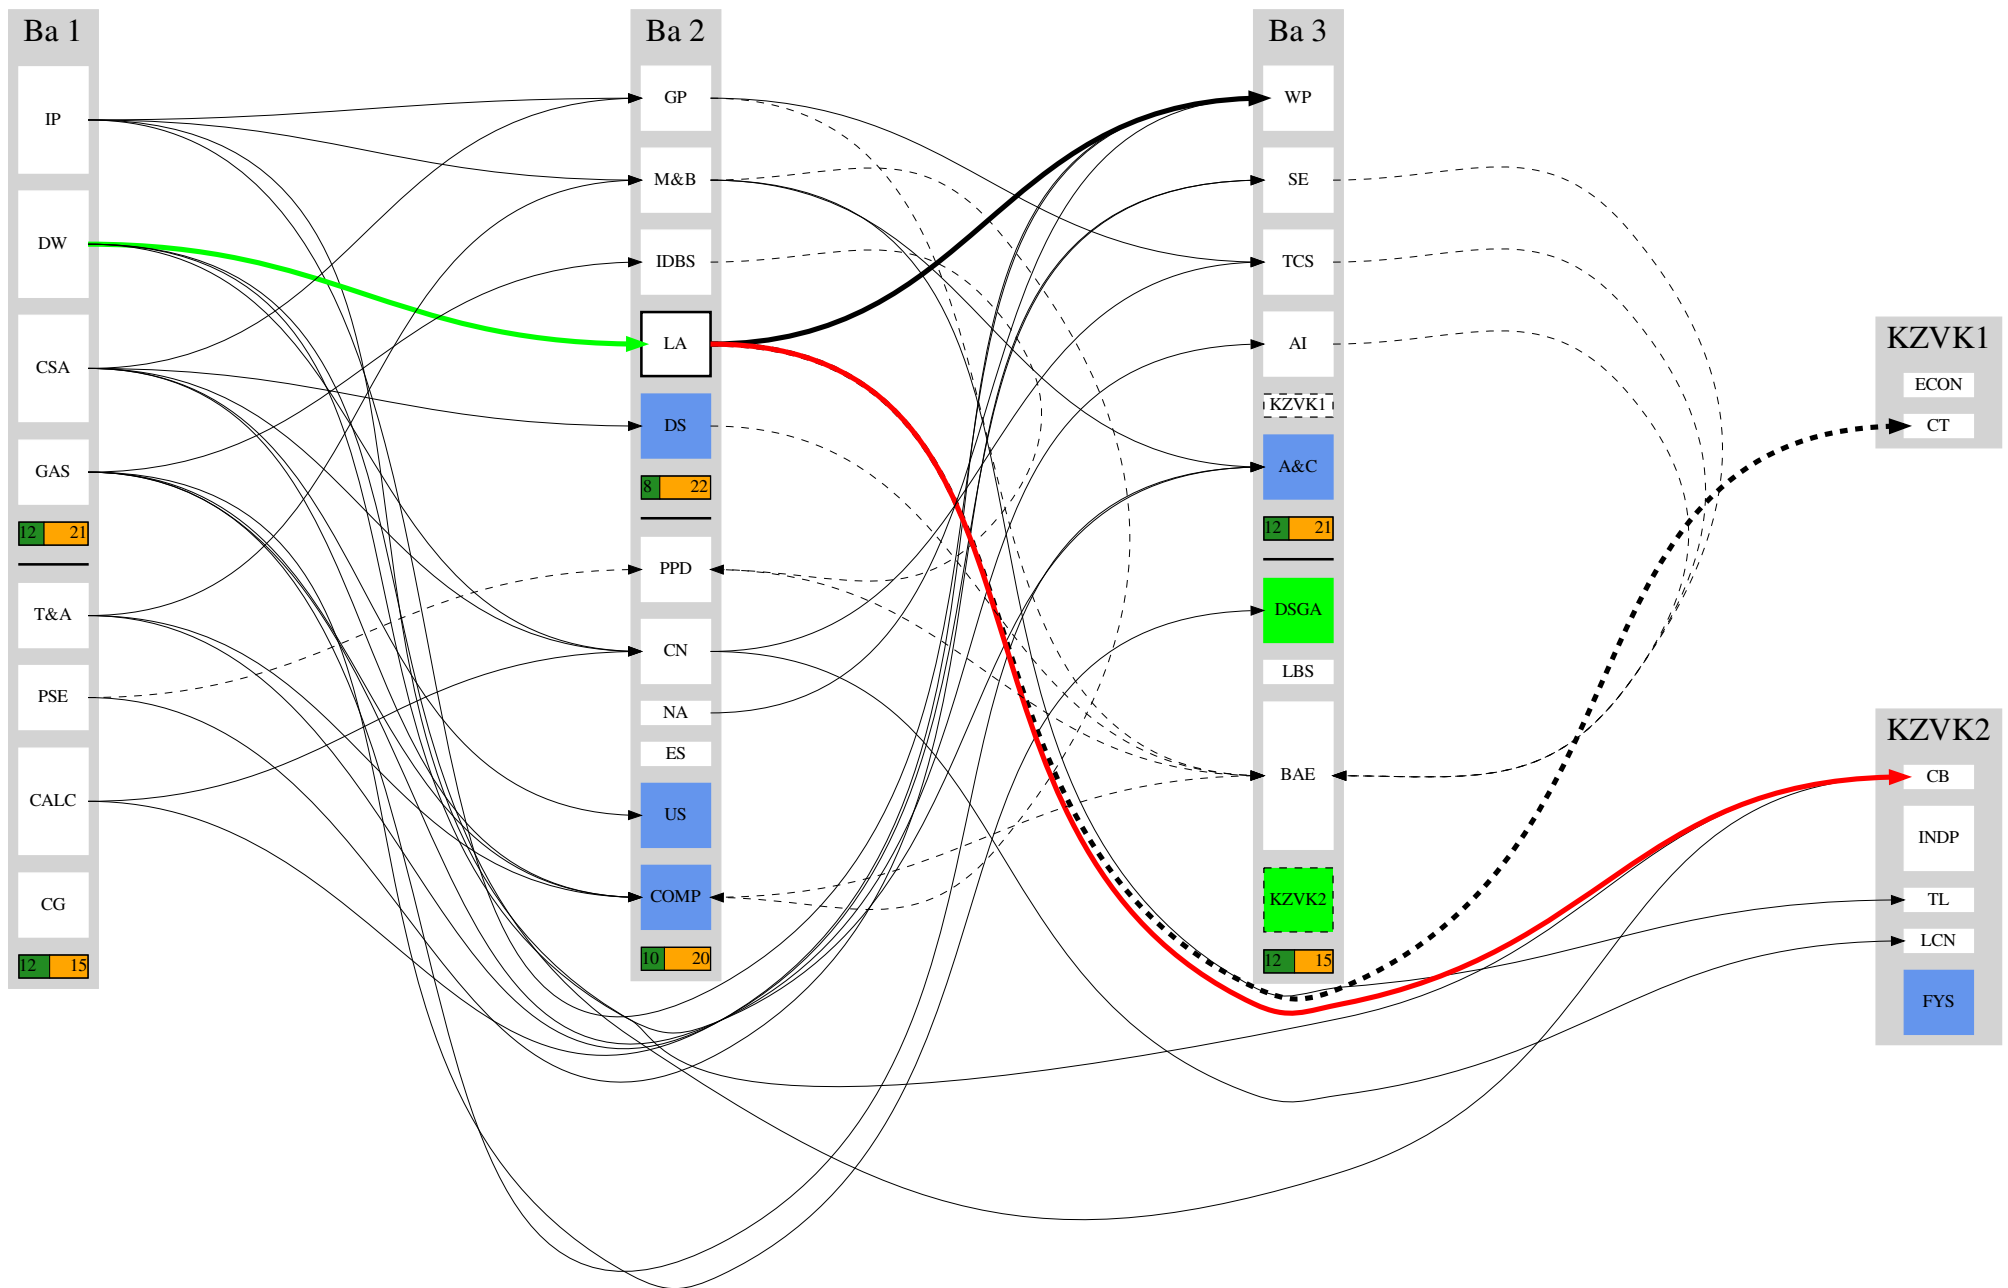 Ba 1
IP
DW
CSA
GAS
12 21
T&A
PSE
CALC
CG
12 15
Ba 2
GP
M&B
IDBS
LA
DS
8 22
PPD
CN
NA
ES
US
COMP
10 20
Ba 3
WP
SE
TCS
AI
KZVK1
A&C
12 21
DSGA
LBS
BAE
KZVK2
12 15
KZVK1
ECON
CT
KZVK2
CB
INDP
TL
LCN
FYS